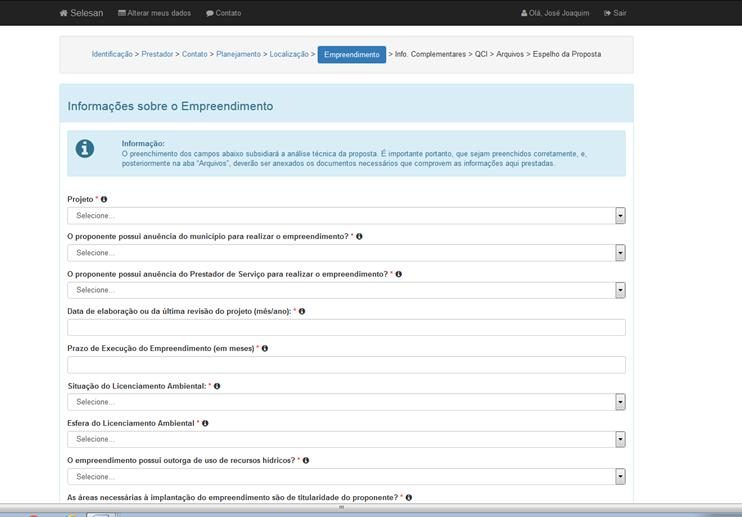 Selesan Alterar meus dados Contato Olá, José Joaquim Sair
Identificação > Prestador > Contato > Planejamento > Localização > Empreendimento > Info. Complementares > QCI > Arquivos > Espelho da Proposta
Informações sobre o Empreendimento
Informação:
O preenchimento dos campos abaixo subsidiará a análise técnica da proposta. É importante portanto, que sejam preenchidos corretamente, e,
posteriormente na aba "Arquivos", deverão ser anexados os documentos necessários que comprovem as informações aqui prestadas.
Projeto *
Selecione...
O proponente possui anuência do município para realizar o empreendimento? *
Selecione...
O proponente possui anuência do Prestador de Serviço para realizar o empreendimento? *
Selecione...
Data de elaboração ou da última revisão do projeto (mês/ano): *
Prazo de Execução do Empreendimento (em meses) *
Situação do Licenciamento Ambiental: *
Selecione...
Esfera do Licenciamento Ambiental *
Selecione...
O empreendimento possui outorga de uso de recursos hídricos? *
Selecione...
As áreas necessárias à implantação do empreendimento são de titularidade do proponente? *